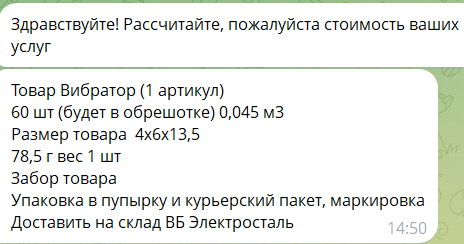 Здравствуйте! Рассчитайте, пожалуйста стоимость ваших
услуг
Товар Вибратор (1 артикул)
60 шт (будет в обрешотке) 0,045 м3
Размер товара  4х6х13,5
78,5 г вес 1 шт
Забор товара
Упаковка в пупырку и курьерский пакет, маркировка
Доставить на склад ВБ Электросталь
14:50